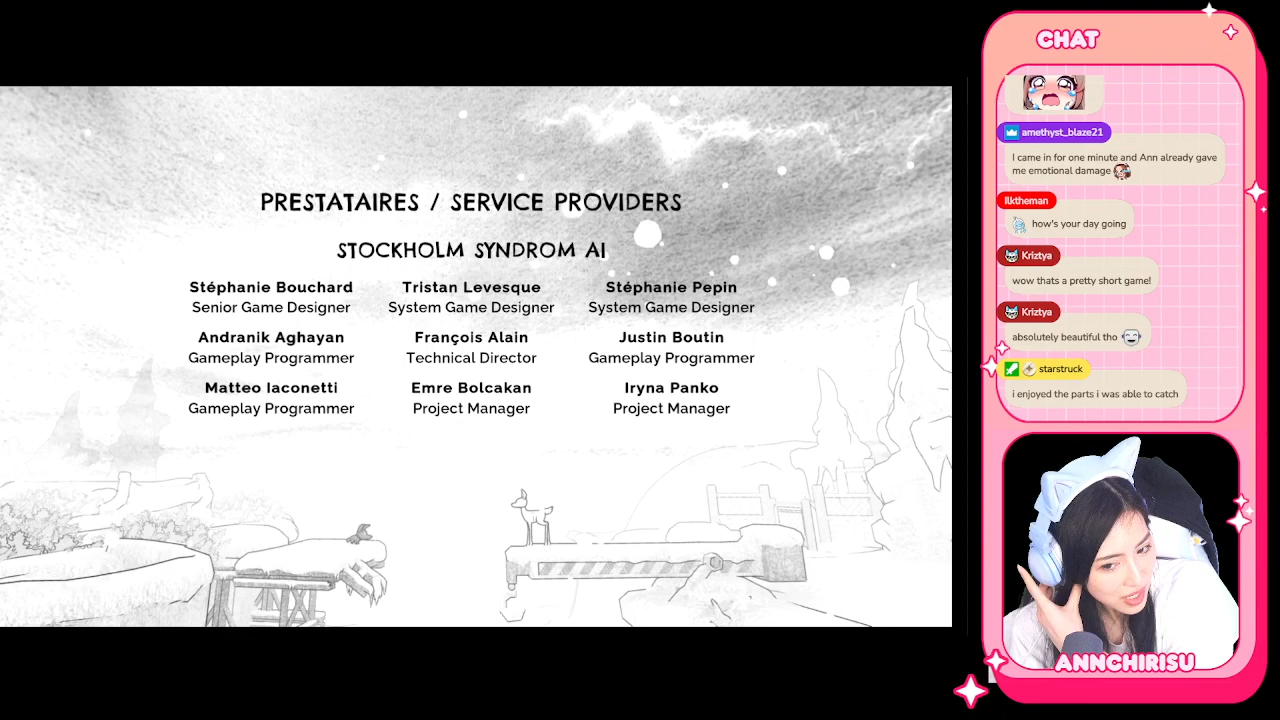 PRESTATAIRES / SERVICE PROVIDERS
STOCKHOLM SYNDROM AI
Stéphanie Bouchard
Senior Game Designer
Tristan Levesque
System Game Designer
Stéphanie Pepin
System Game Designer
Andranik Aghayan
Gameplay Programmer
François Alain
Technical Director
Justin Boutin
Gameplay Programmer
Matteo Iaconetti
Gameplay Programmer
Emre Bolcakan
Project Manager
Iryna Panko
Project Manager
CHAT
amethyst_blaze21
I came in for one minute and Ann already gave
me emotional damage
Ilktheman
how's your day going
Kriztya
wow thats a pretty short game!
Kriztya
absolutely beautiful tho
starstruck
i enjoyed the parts i was able to catch
ANNCHIRISU